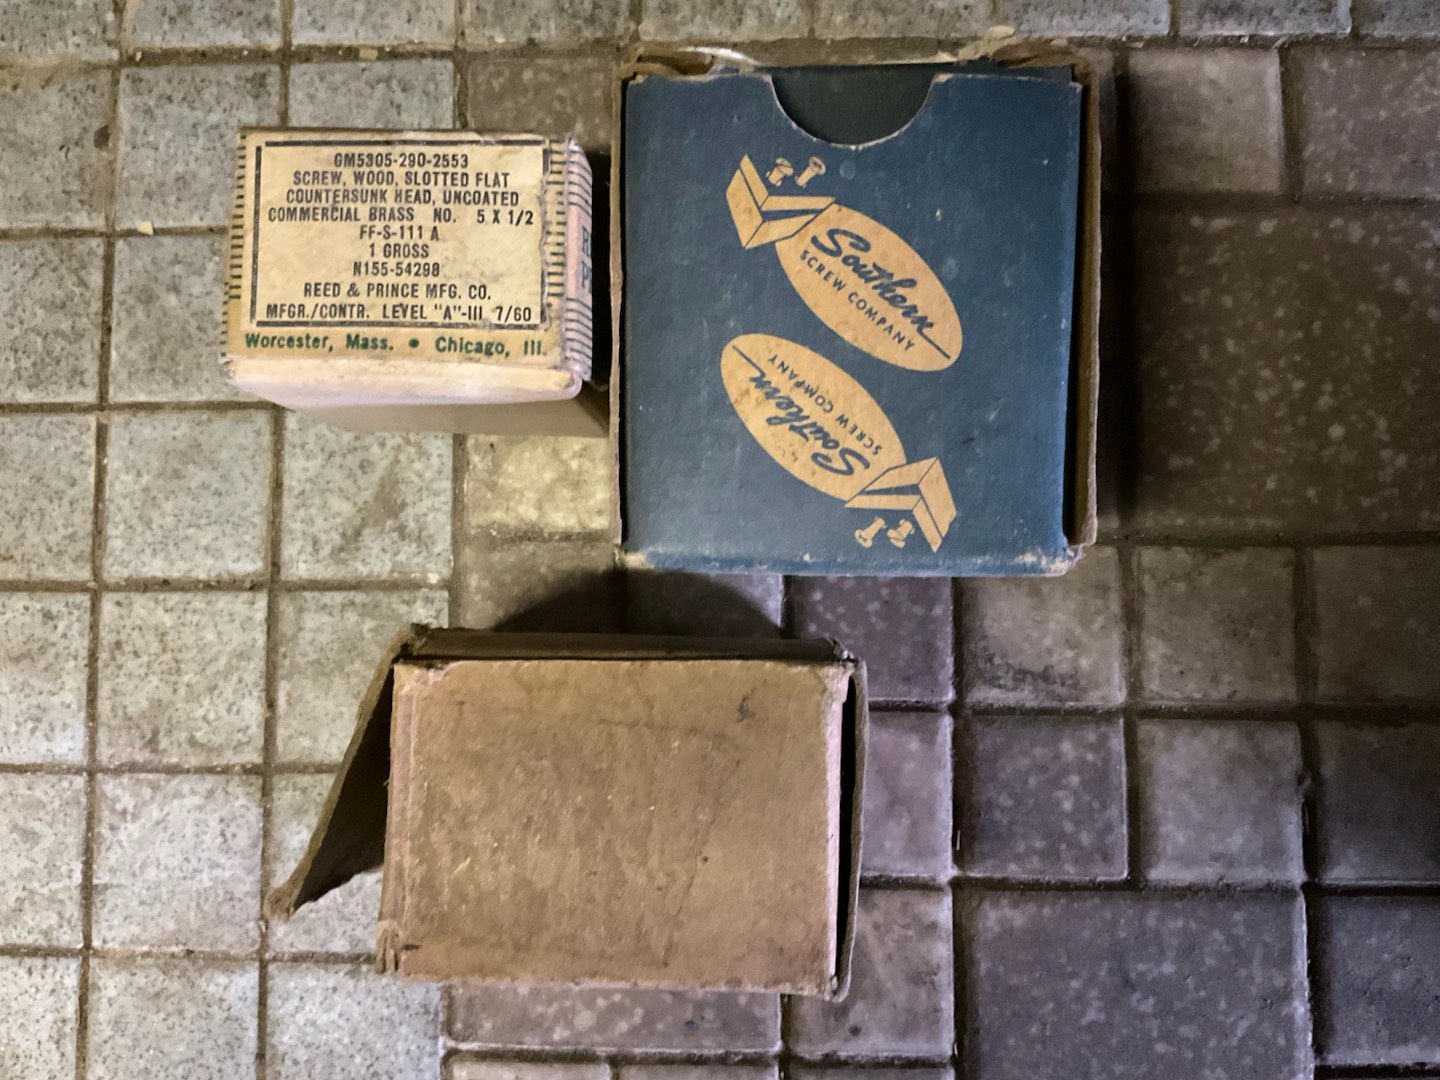 GM5305-290-2553
SCREW, WOOD, SLOTTED FLAT
COUNTERSUNK HEAD, UNCOATED
COMMERCIAL BRASS NO. 5 X 1/2
FF-S-111 A
1 GROSS
N155-54298
REED & PRINCE MFG. CO.
MFGR./CONTR. LEVEL "A"-III 7/60
Worcester, Mass. • Chicago, Ill.
Southern
SCREW COMPANY
Southern
SCREW COMPANY